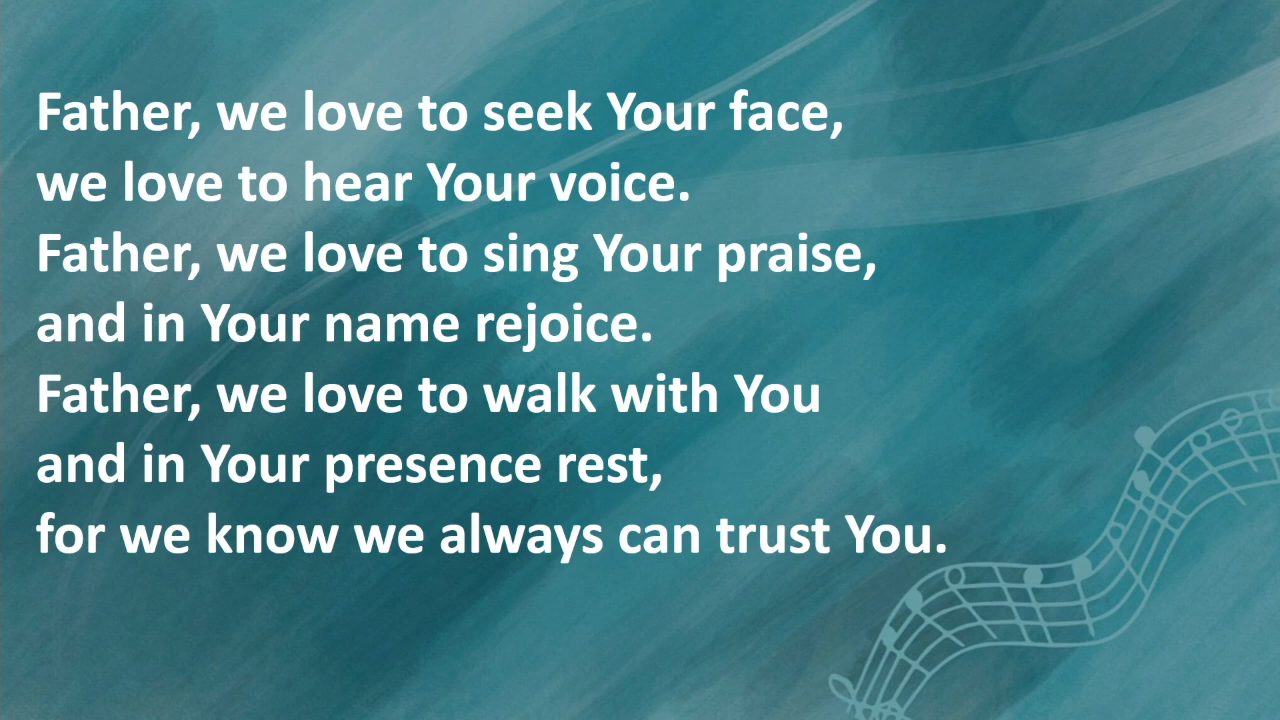 Father, we love to seek Your face,
we love to hear Your voice.
Father, we love to sing Your praise,
and in Your name rejoice.
Father, we love to walk with You
and in Your presence rest,
for we know we always can trust You.